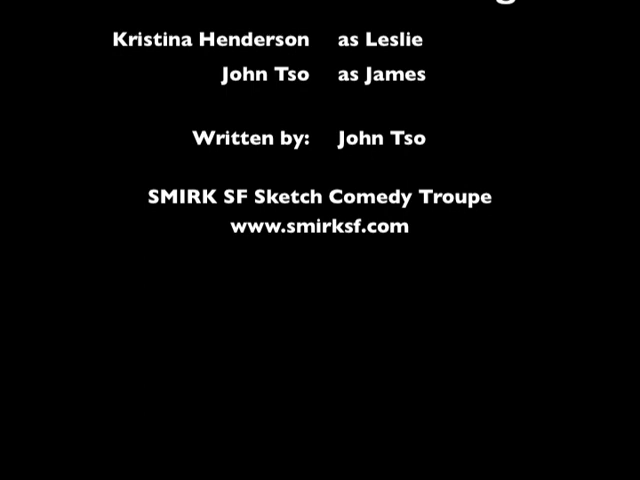 Kristina Henderson as Leslie
John Tso as James
Written by: John Tso
SMIRK SF Sketch Comedy Troupe
www.smirksf.com